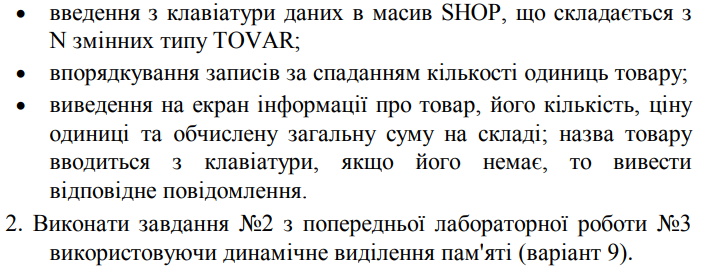 • введення з клавіатури даних в масив SHOP, що складається з
N змінних типу TOVAR;
• впорядкування записів за спаданням кількості одиниць товару;
• виведення на екран інформації про товар, його кількість, ціну
одиниці та обчислену загальну суму на складі; назва товару
вводиться з клавіатури, якщо його немає, то вивести
відповідне повідомлення.
2. Виконати завдання №2 з попередньої лабораторної роботи №3
використовуючи динамічне виділення пам'яті (варіант 9).